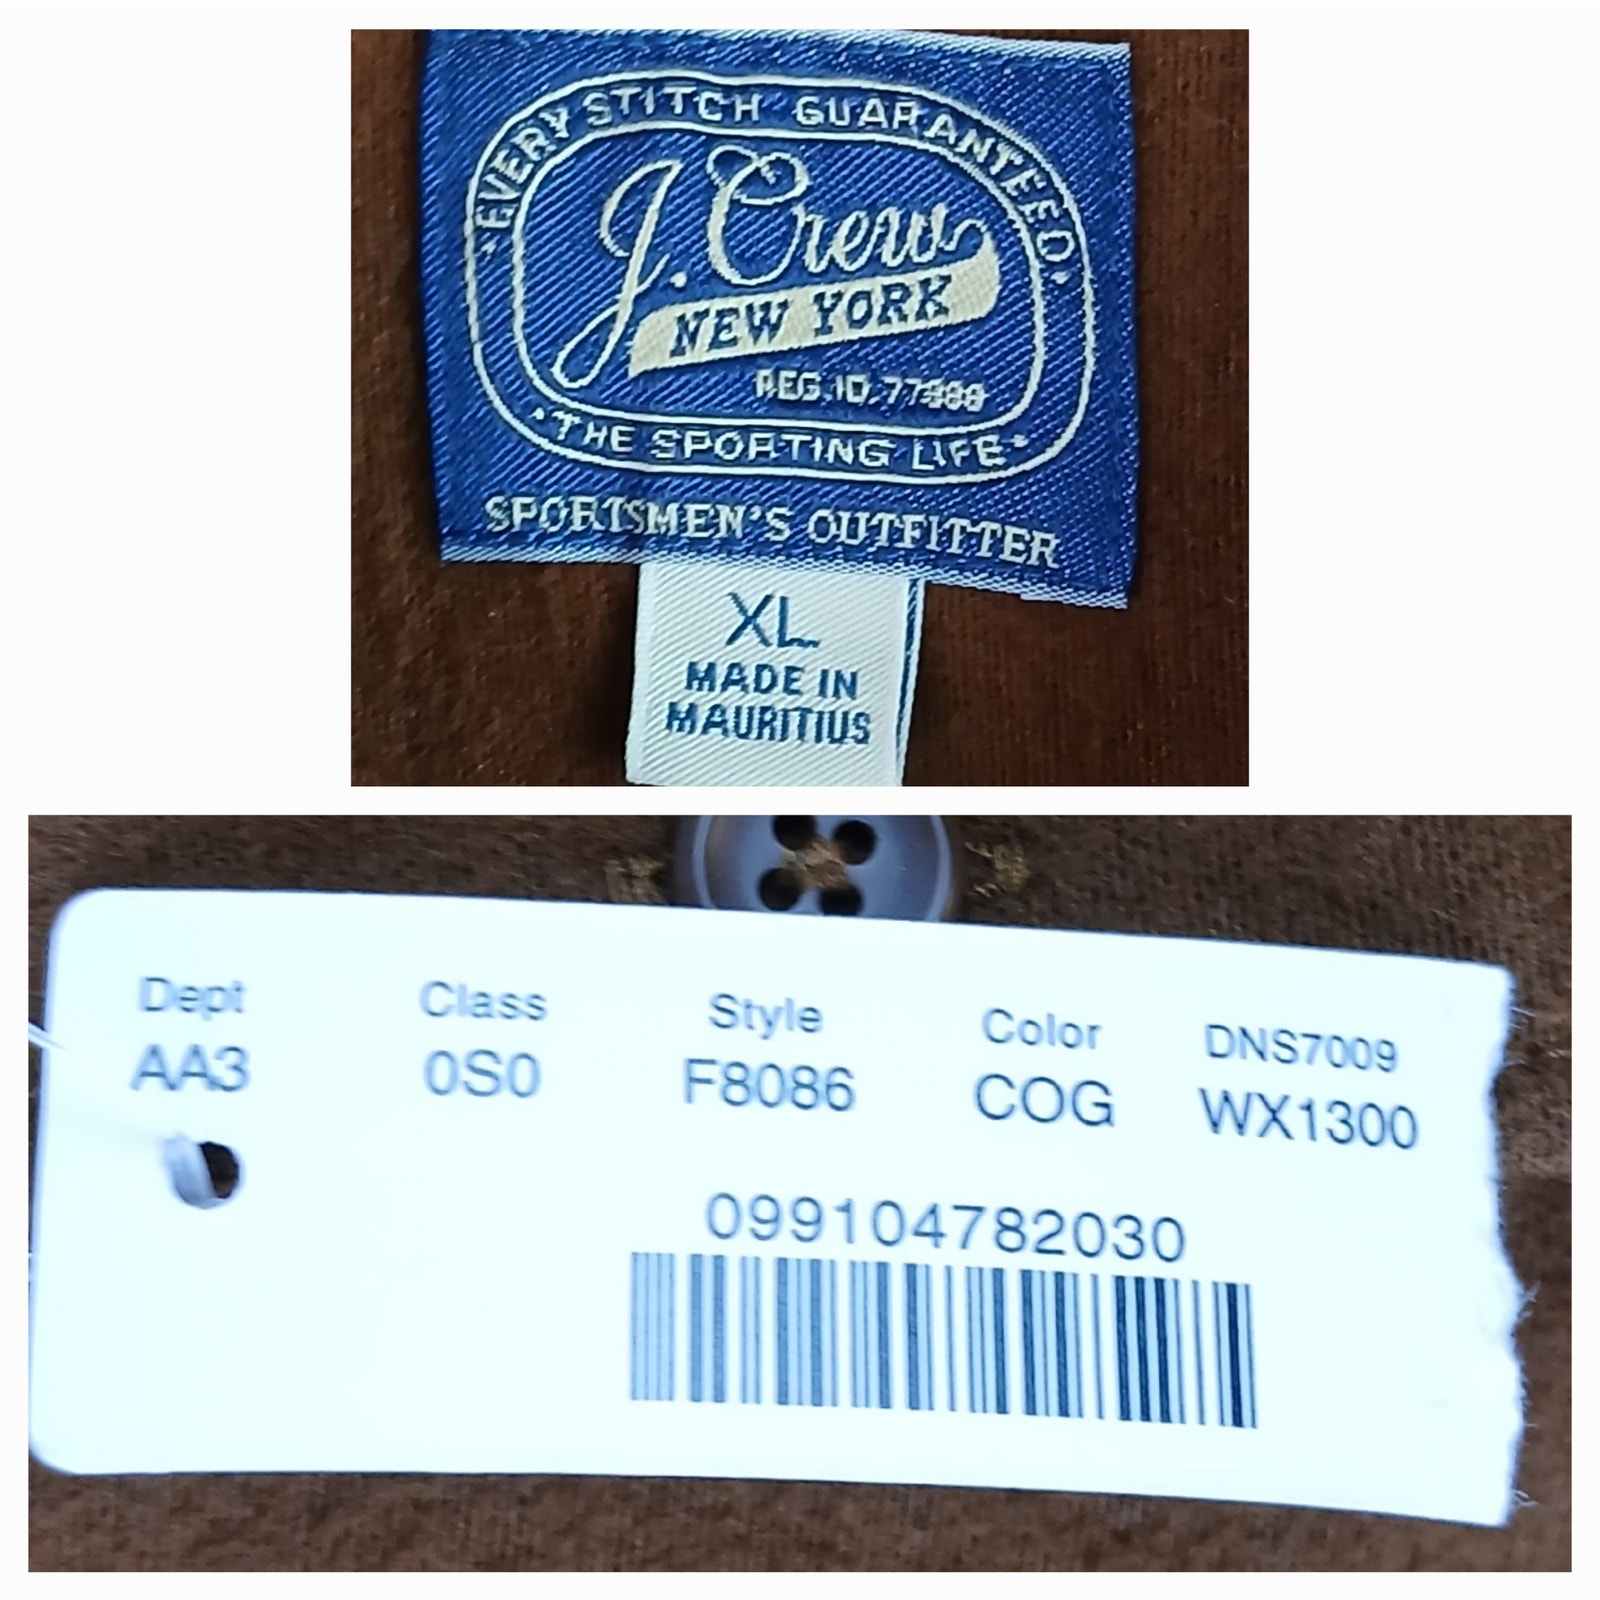 EVERY STITCH GUARANTEED
J. Crew
NEW YORK
REG. ID. 77888
THE SPORTING LIFE
SPORTSMEN'S OUTFITTER
XL
MADE IN
MAURITIUS
Dept Class Style Color DNS7009
AA3 0S0 F8086 COG WX1300
099104782030